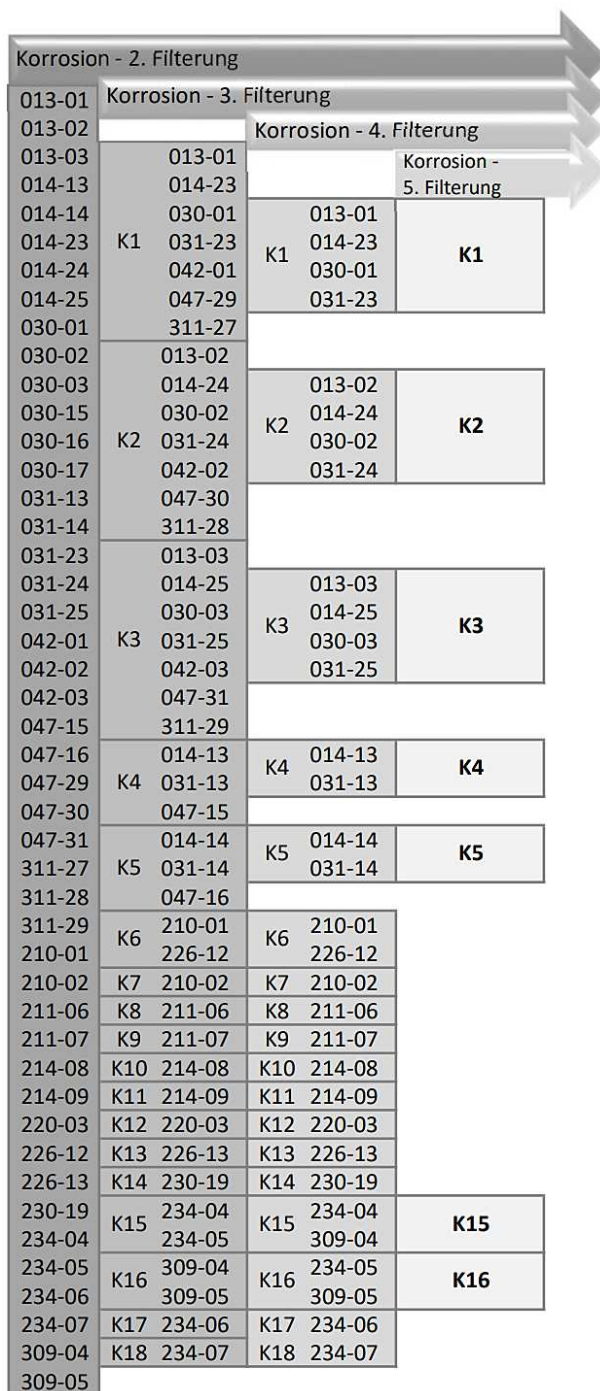 Korrosion - 2. Filterung
013-01
013-02
013-03
014-13
014-14
014-23
014-24
014-25
030-01
030-02
030-03
030-15
030-16
030-17
031-13
031-14
031-23
031-24
031-25
042-01
042-02
042-03
047-15
047-16
047-29
047-30
047-31
311-27
311-28
311-29
210-01
210-02
211-06
211-07
214-08
214-09
220-03
226-12
226-13
230-19
234-04
234-05
234-06
234-07
309-04
309-05
Korrosion - 3. Filterung
K1
013-01
014-23
030-01
031-23
042-01
047-29
311-27
K2
013-02
014-24
030-02
031-24
042-02
047-30
311-28
K3
013-03
014-25
030-03
031-25
042-03
047-31
311-29
K4
014-13
031-13
047-15
K5
014-14
031-14
047-16
K6
210-01
226-12
K7 210-02
K8 211-06
K9 211-07
K10 214-08
K11 214-09
K12 220-03
K13 226-13
K14 230-19
K15
234-04
234-05
K16
309-04
309-05
K17 234-06
K18 234-07
Korrosion - 4. Filterung
K1
013-01
014-23
030-01
031-23
K2
013-02
014-24
030-02
031-24
K3
013-03
014-25
030-03
031-25
K4
014-13
031-13
K5
014-14
031-14
K6
210-01
226-12
K7 210-02
K8 211-06
K9 211-07
K10 214-08
K11 214-09
K12 220-03
K13 226-13
K14 230-19
K15
234-04
309-04
K16
234-05
309-05
K17 234-06
K18 234-07
Korrosion -
5. Filterung
K1
K2
K3
K4
K5
K15
K16